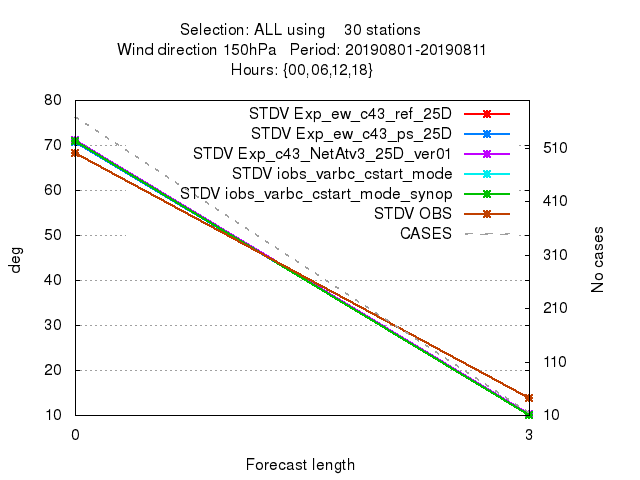 Selection: ALL using    30 stations
Wind direction 150hPa   Period: 20190801-20190811
Hours: {00,06,12,18}
80
70
60
50
40
30
20
10
deg
STDV Exp_ew_c43_ref_25D
STDV Exp_ew_c43_ps_25D
STDV Exp_c43_NetAtv3_25D_ver01
STDV iobs_varbc_cstart_mode
STDV iobs_varbc_cstart_mode_synop
STDV OBS
CASES
510
410
310
210
110
10
No cases
0
3
Forecast length